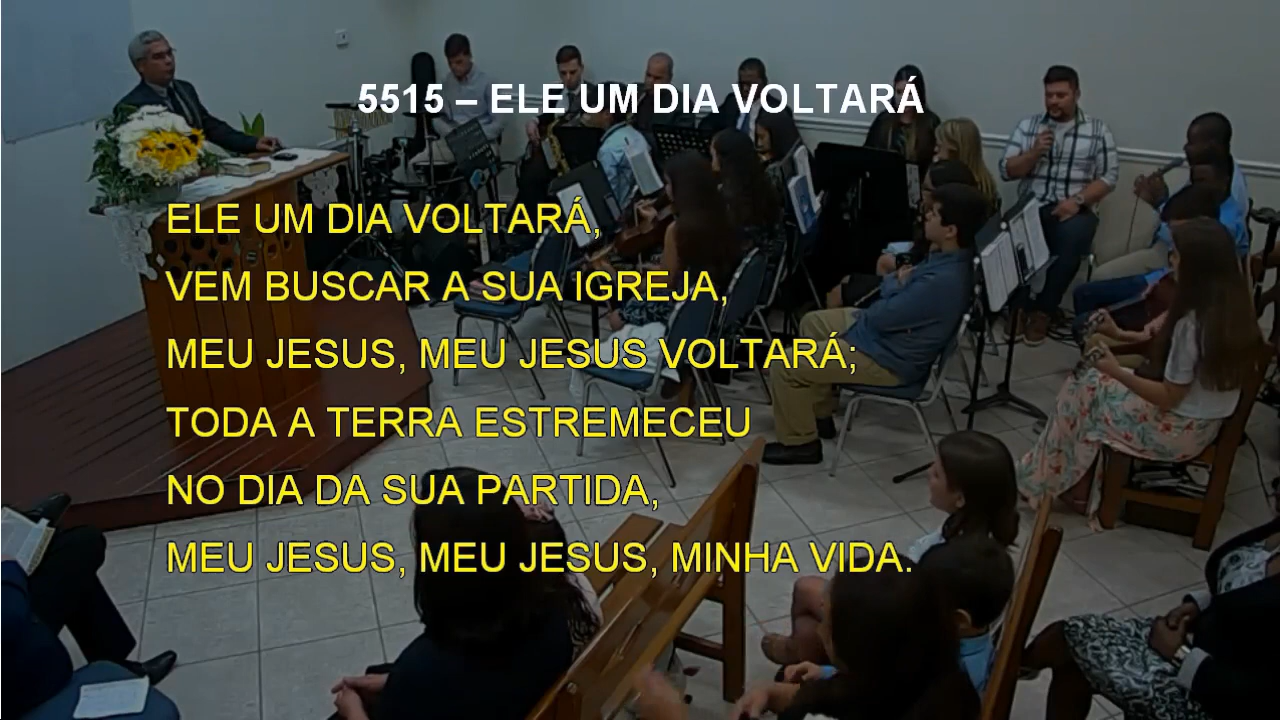 5515 – ELE UM DIA VOLTARÁ
ELE UM DIA VOLTARÁ,
VEM BUSCAR A SUA IGREJA,
MEU JESUS, MEU JESUS VOLTARÁ;
TODA A TERRA ESTREMECEU
NO DIA DA SUA PARTIDA,
MEU JESUS, MEU JESUS, MINHA VIDA.